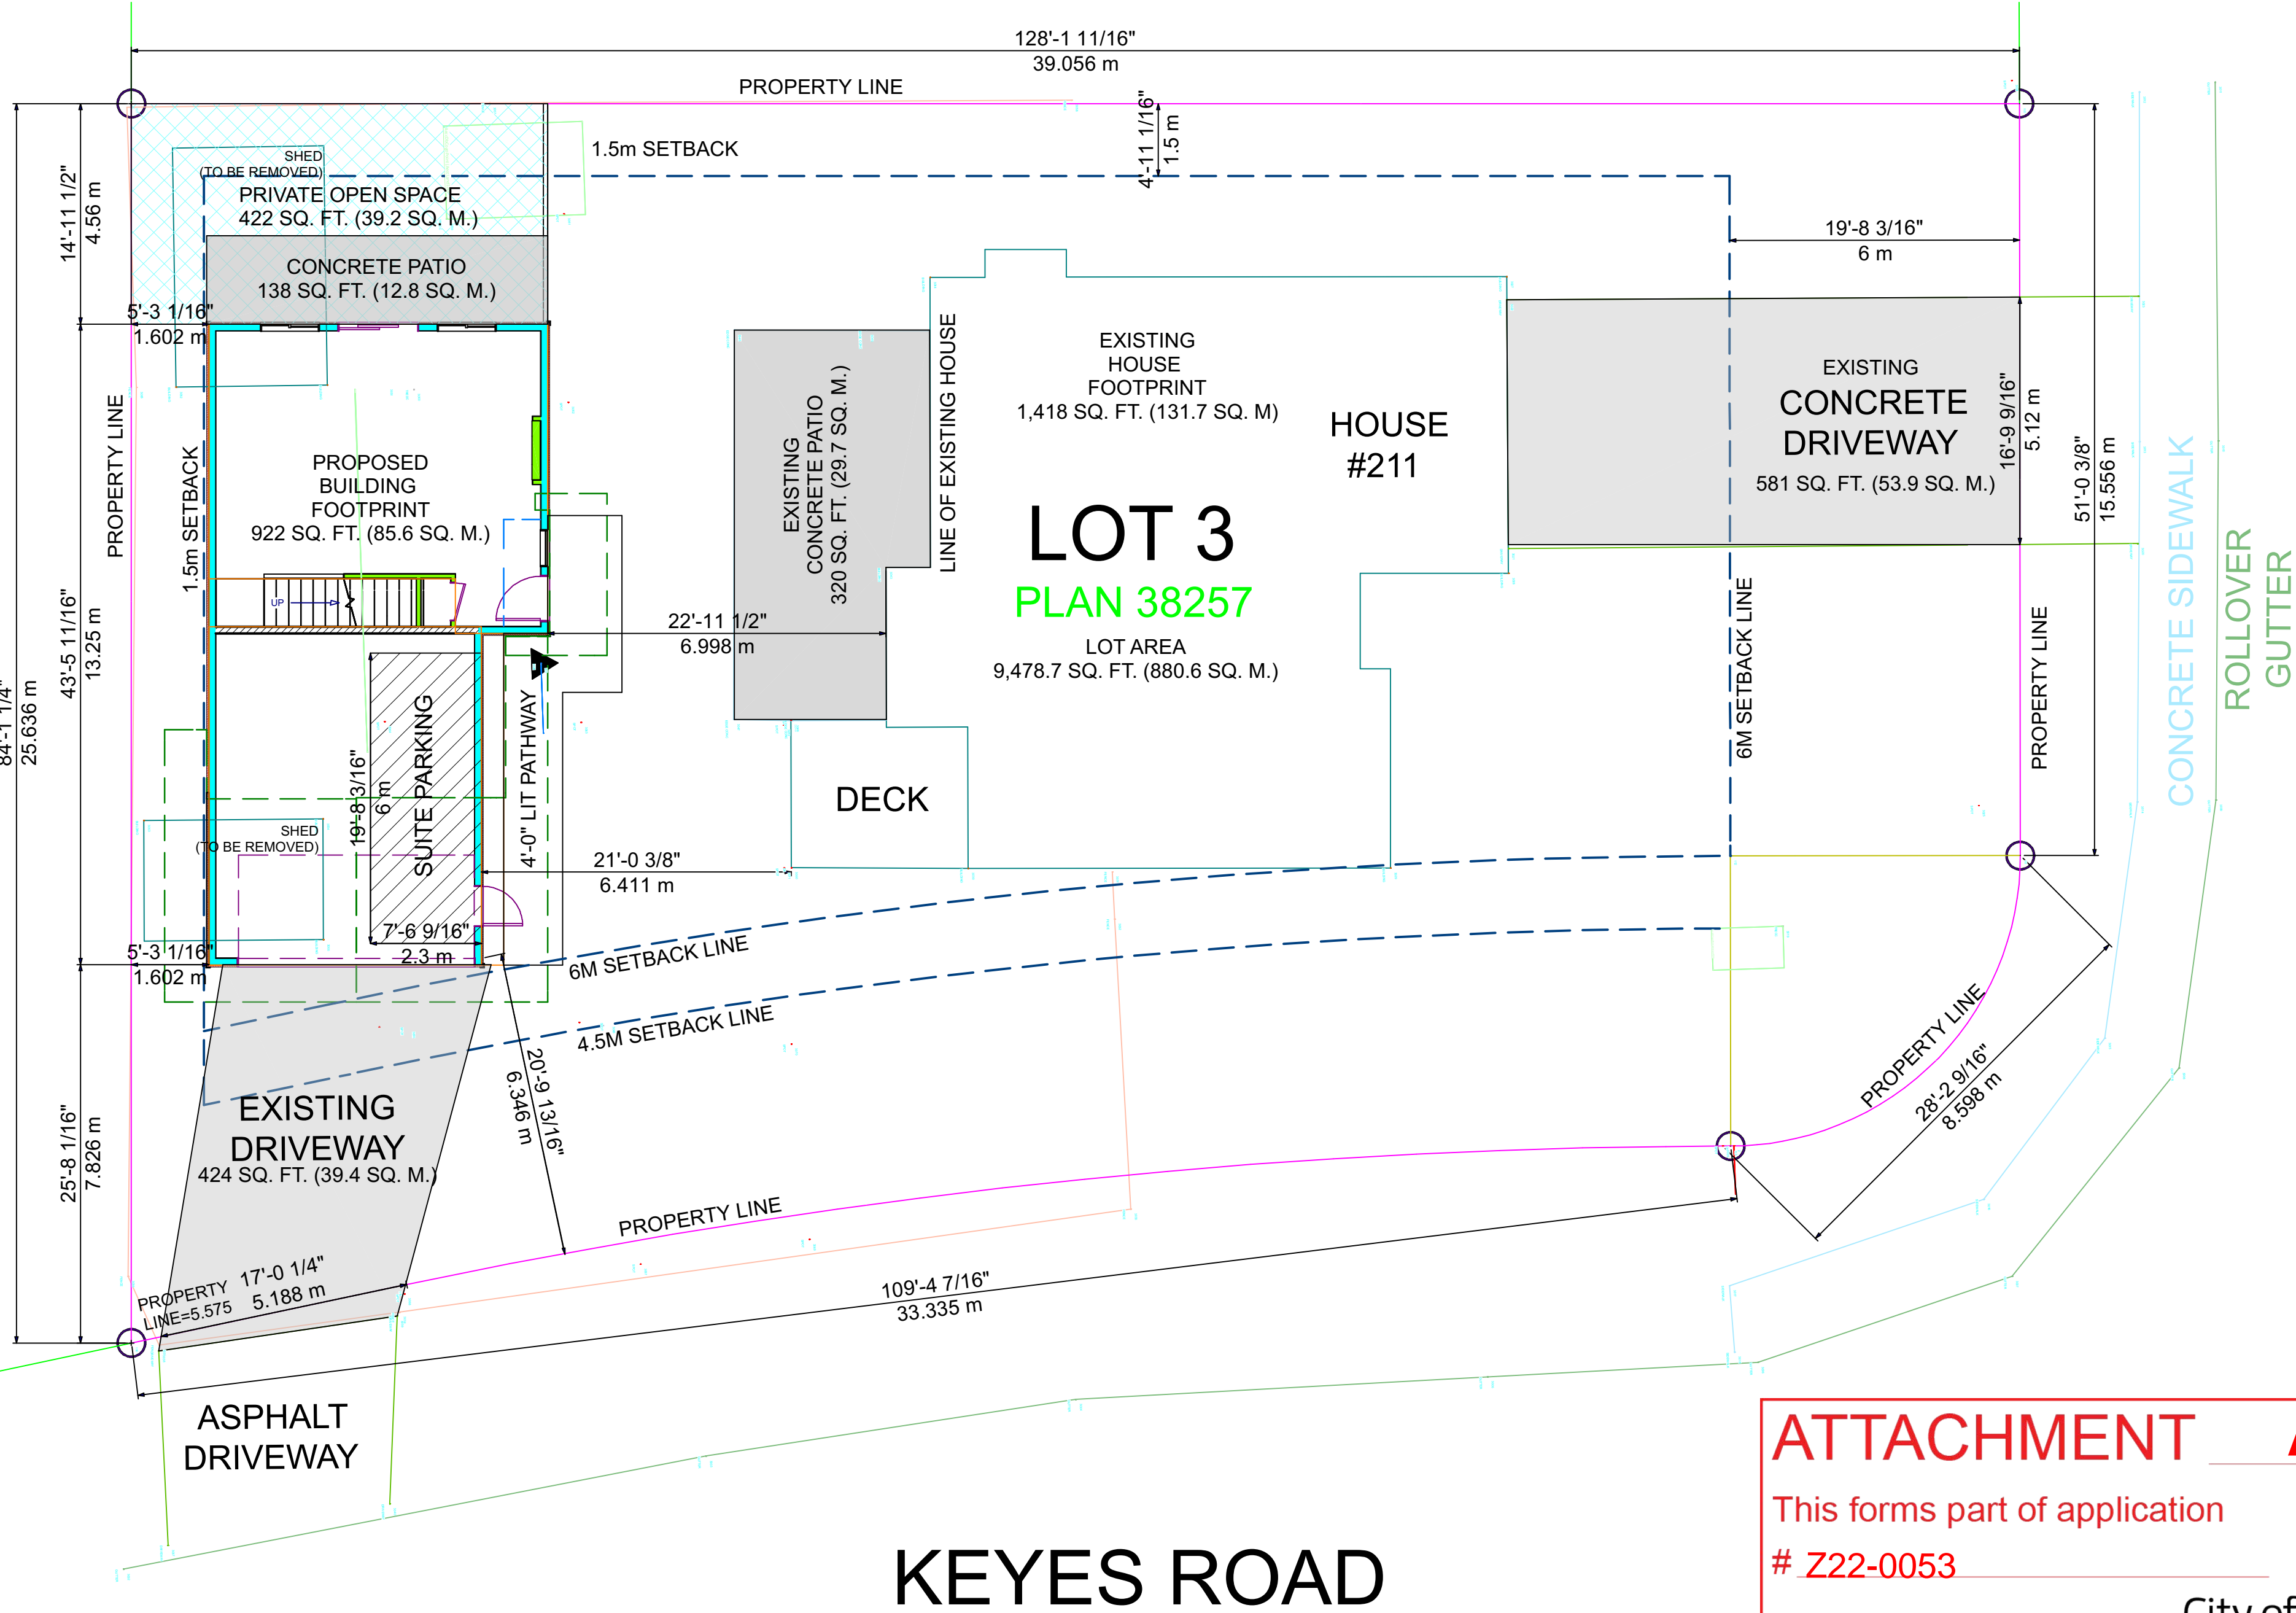 128'-1 11/16"
39.056 m
PROPERTY LINE
4'-11 11/16"
1.5 m
1.5m SETBACK
SHED
(TO BE REMOVED)
PRIVATE OPEN SPACE
422 SQ. FT. (39.2 SQ. M.)
14'-11 1/2"
4.56 m
19'-8 3/16"
6 m
CONCRETE PATIO
138 SQ. FT. (12.8 SQ. M.)
5'-3 1/16"
1.602 m
EXISTING
HOUSE
FOOTPRINT
1,418 SQ. FT. (131.7 SQ. M)
HOUSE
#211
EXISTING
CONCRETE
DRIVEWAY
581 SQ. FT. (53.9 SQ. M.)
16'-9 9/16"
5.12 m
51'-0 3/8"
15.556 m
PROPERTY LINE
1.5m SETBACK
PROPOSED
BUILDING
FOOTPRINT
922 SQ. FT. (85.6 SQ. M.)
UP
EXISTING
CONCRETE PATIO
320 SQ. FT. (29.7 SQ. M.)
LINE OF EXISTING HOUSE
LOT 3
PLAN 38257
LOT AREA
9,478.7 SQ. FT. (880.6 SQ. M.)
22'-11 1/2"
6.998 m
43'-5 11/16"
13.25 m
84'-1 1/4"
25.636 m
6M SETBACK LINE
PROPERTY LINE
CONCRETE SIDEWALK
ROLLOVER
GUTTER
19'-8 3/16"
6 m
SUITE PARKING
4'-0" LIT PATHWAY
DECK
SHED
(TO BE REMOVED)
21'-0 3/8"
6.411 m
7'-6 9/16"
2.3 m
5'-3 1/16"
1.602 m
6M SETBACK LINE
4.5M SETBACK LINE
20'-9 13/16"
6.346 m
25'-8 1/16"
7.826 m
EXISTING
DRIVEWAY
424 SQ. FT. (39.4 SQ. M.)
PROPERTY LINE
28'-2 9/16"
8.598 m
PROPERTY LINE
PROPERTY
LINE=5.575
17'-0 1/4"
5.188 m
109'-4 7/16"
33.335 m
ASPHALT
DRIVEWAY
KEYES ROAD
ATTACHMENT
This forms part of application
# Z22-0053
City of